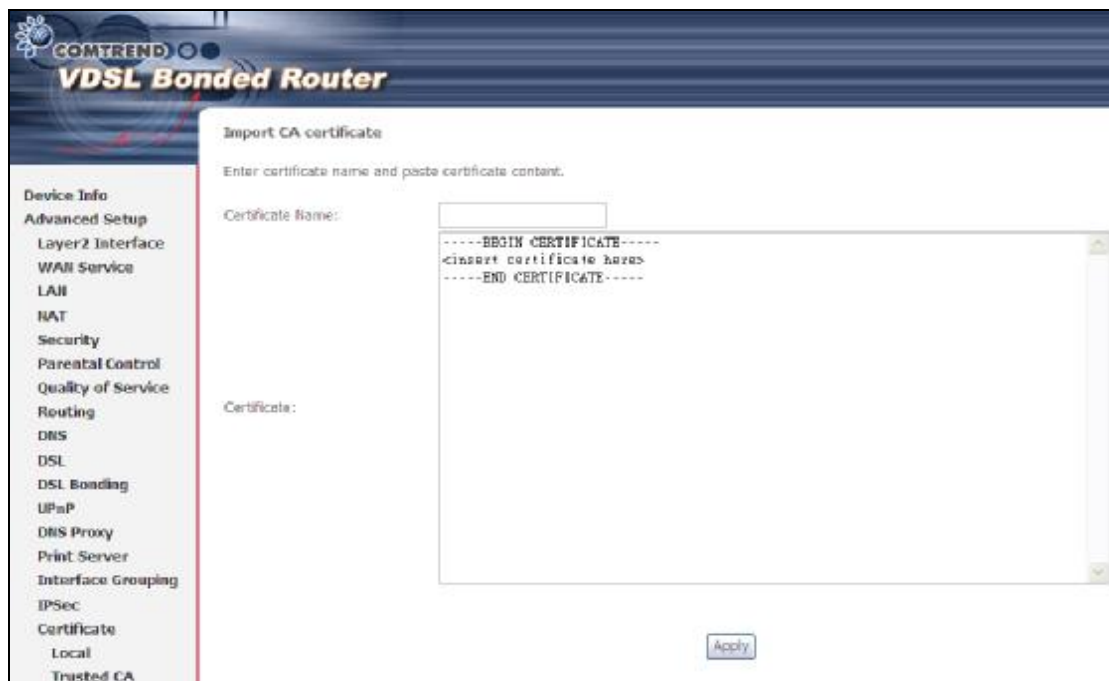 COMTREND
VDSL Bonded Router
Import CA certificate
Enter certificate name and paste certificate content.
Certificate Name:
-----BEGIN CERTIFICATE-----
<insert certificate here>
-----END CERTIFICATE-----
Certificate:
Apply
Device Info
Advanced Setup
Layer2 Interface
WAN Service
LAN
NAT
Security
Parental Control
Quality of Service
Routing
DNS
DSL
DSL Bonding
UPnP
DNS Proxy
Print Server
Interface Grouping
IPSec
Certificate
Local
Trusted CA